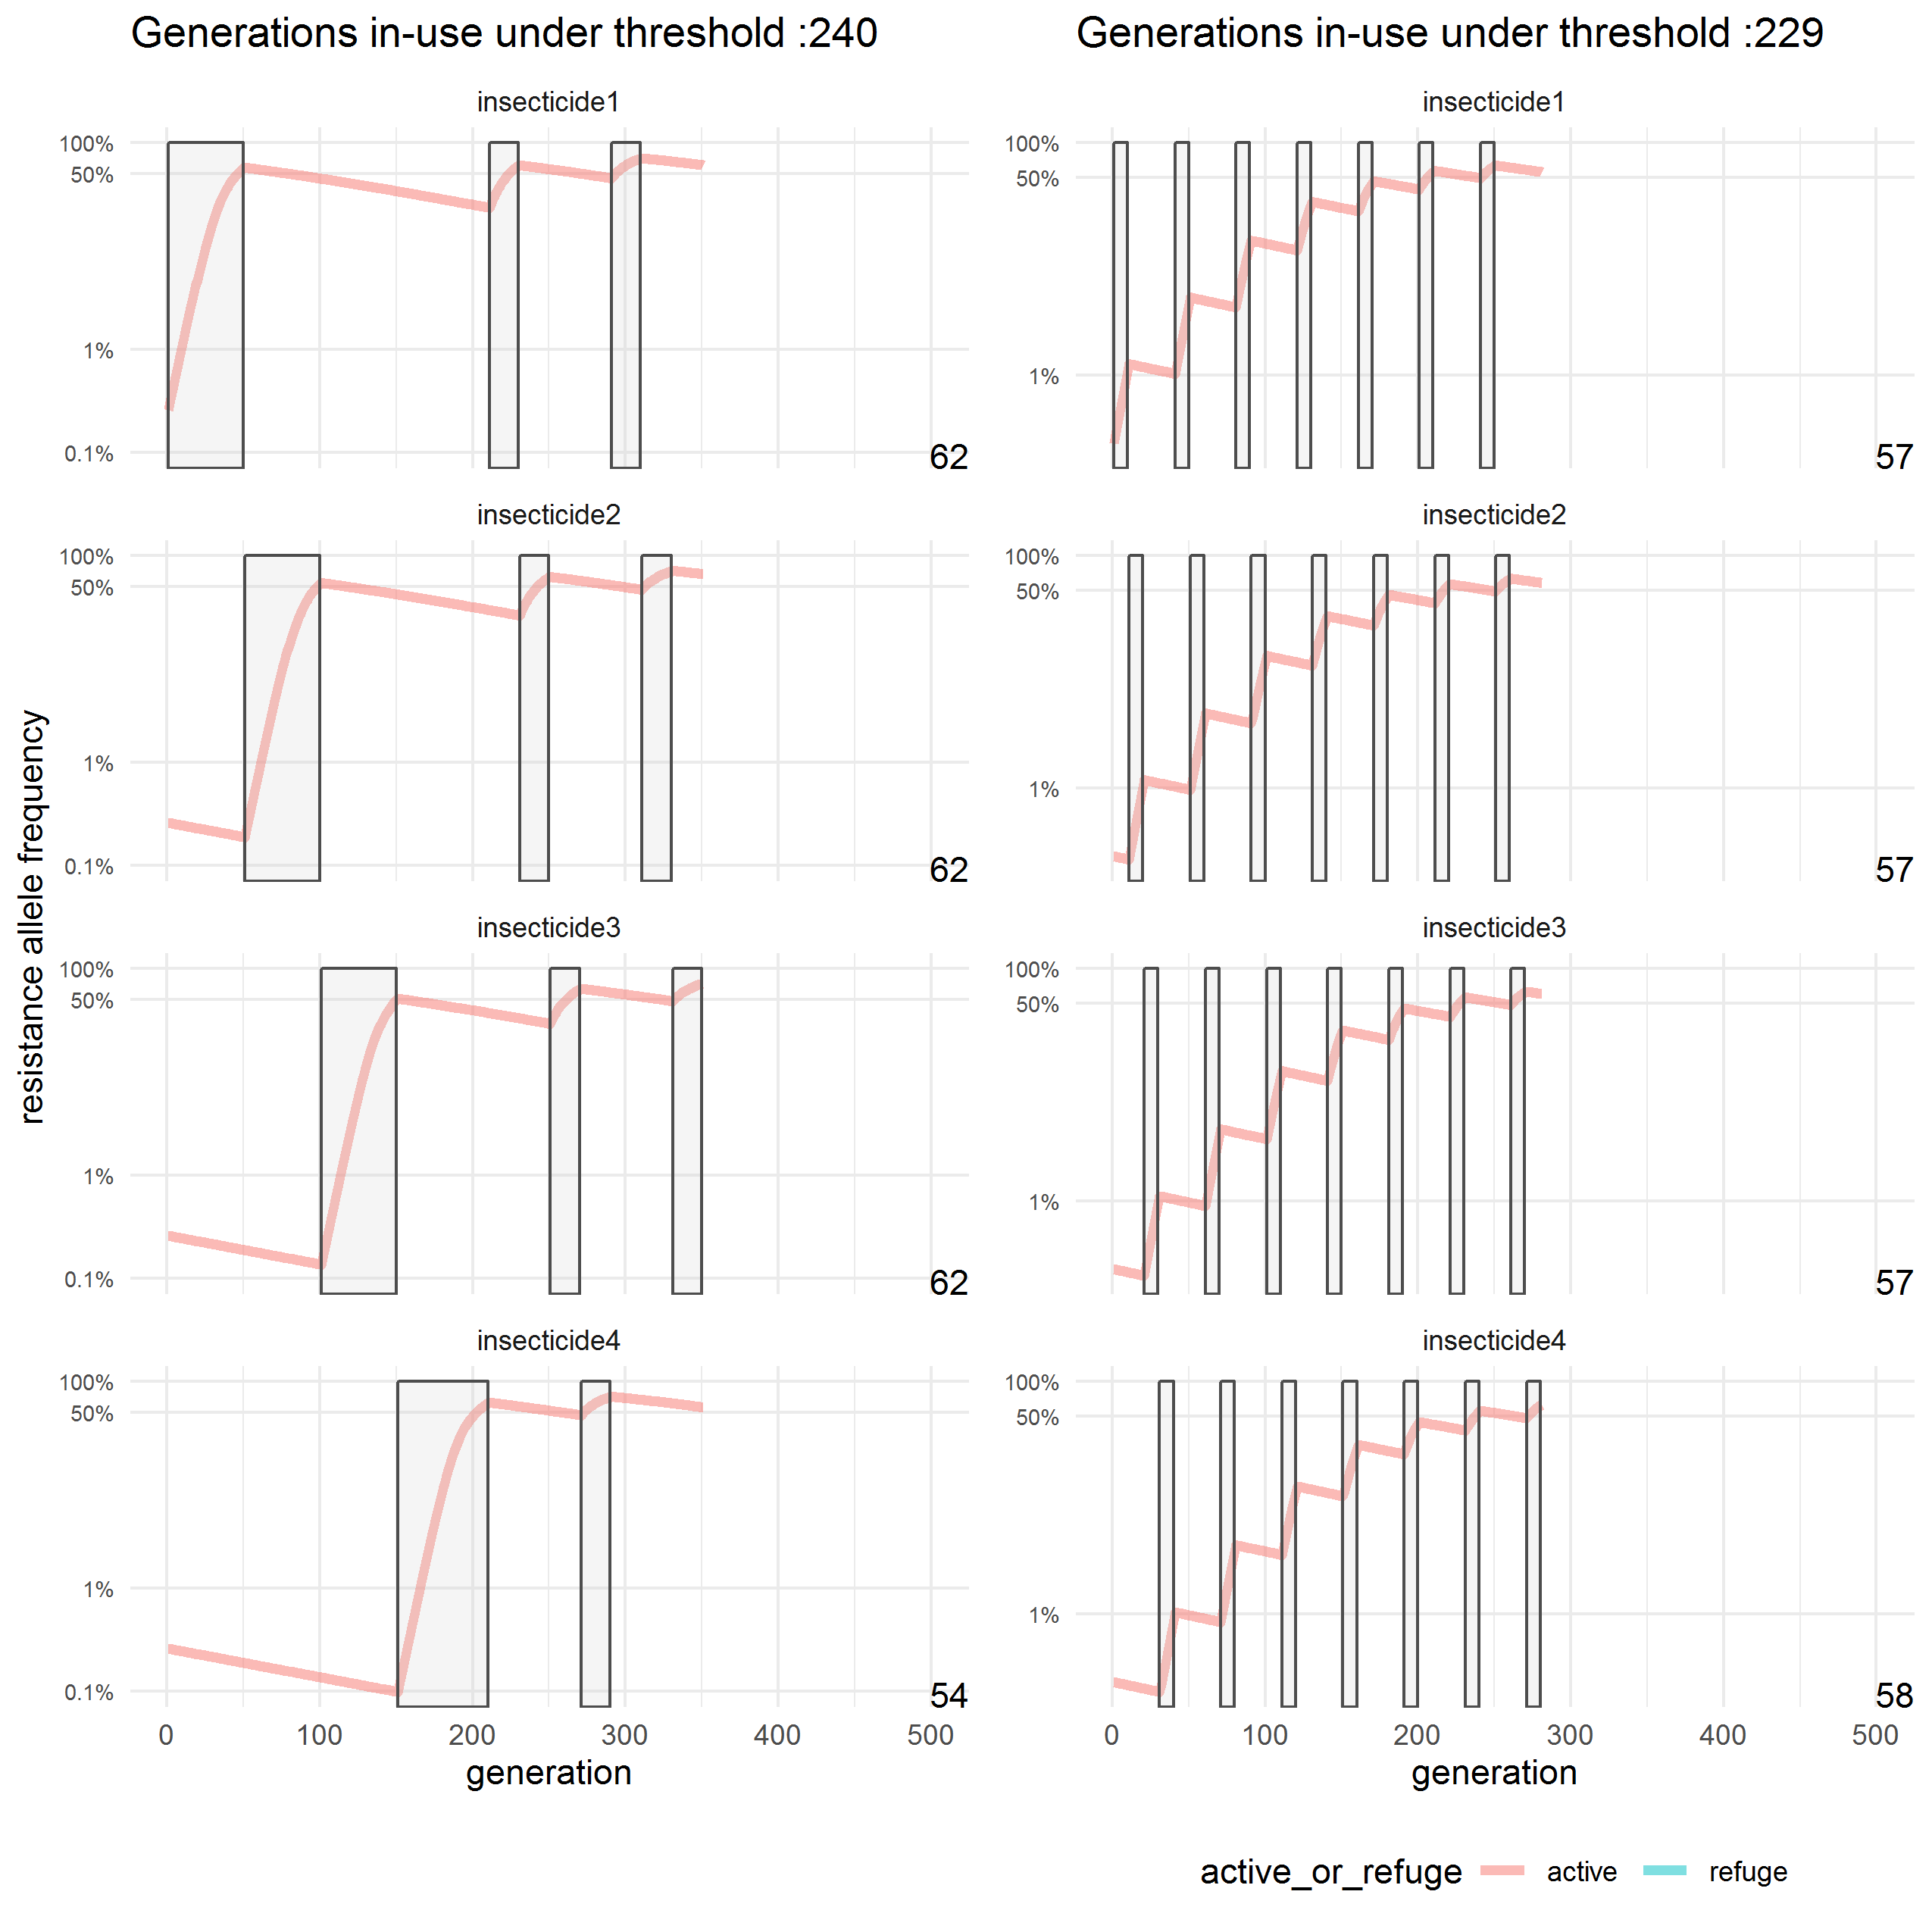 Generations in-use under threshold :240
insecticide1
100%
50%
1%
0.1%
62
insecticide2
100%
50%
1%
0.1%
62
insecticide3
100%
50%
1%
0.1%
62
insecticide4
100%
50%
1%
0.1%
54
0 100 200 300 400 500
generation
resistance allele frequency
Generations in-use under threshold :229
insecticide1
100%
50%
1%
57
insecticide2
100%
50%
1%
57
insecticide3
100%
50%
1%
57
insecticide4
100%
50%
1%
58
0 100 200 300 400 500
generation
active_or_refuge active refuge